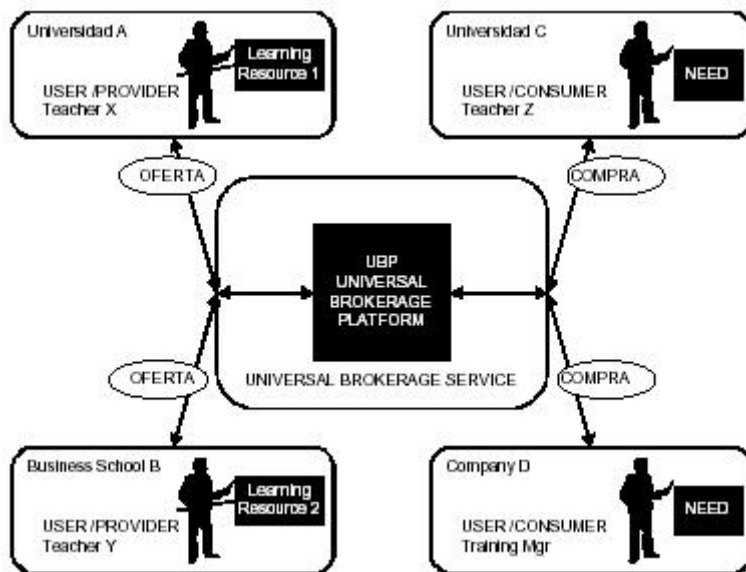 Universidad A
Learning
Resource 1
USER /PROVIDER
Teacher X
Universidad C
NEED
USER /CONSUMER
Teacher Z
OFERTA
COMPRA
UBP
UNIVERSAL
BROKERAGE
PLATFORM
UNIVERSAL BROKERAGE SERVICE
OFERTA
COMPRA
Business School B
Learning
Resource 2
USER /PROVIDER
Teacher Y
Company D
NEED
USER /CONSUMER
Training Mgr